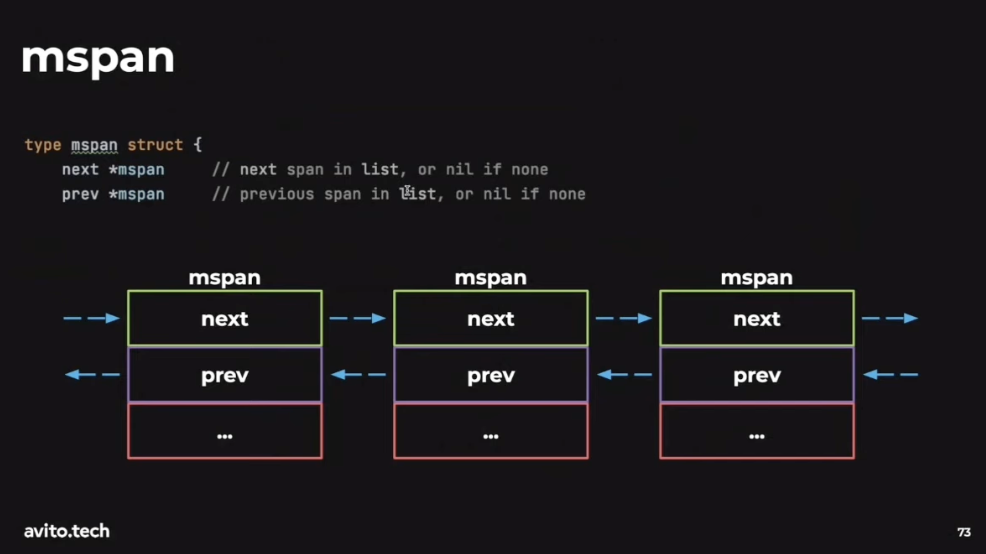 mspan
type mspan struct {
next *mspan // next span in list, or nil if none
prev *mspan // previous span in list, or nil if none
mspan mspan mspan
next next next
prev prev prev
... ... ...
avito.tech
73